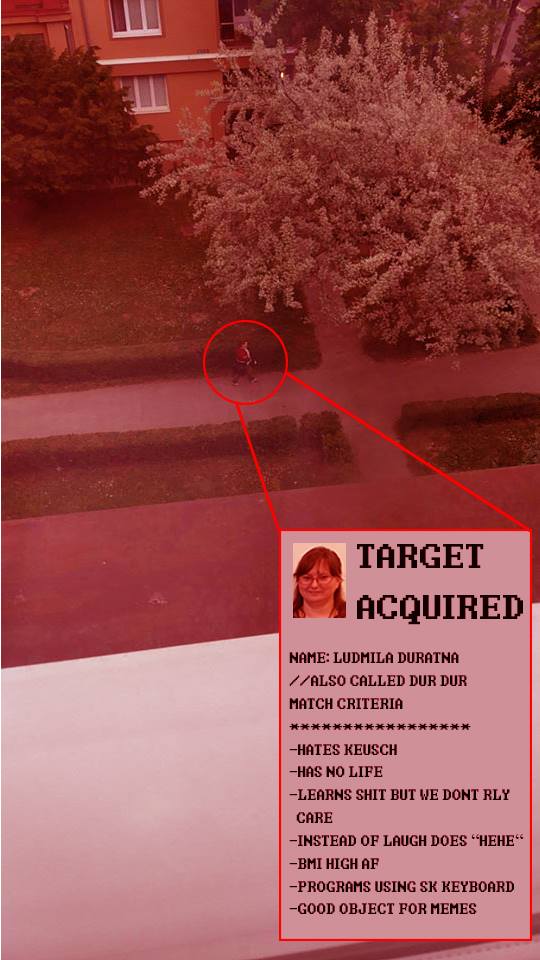 TARGET
ACQUIRED
NAME: LUDMILA DURATNA
//ALSO CALLED DUR DUR
MATCH CRITERIA
*****************
-HATES KEUSCH
-HAS NO LIFE
-LEARNS SHIT BUT WE DONT RLY
CARE
-INSTEAD OF LAUGH DOES “HEHE“
-BMI HIGH AF
-PROGRAMS USING SK KEYBOARD
-GOOD OBJECT FOR MEMES